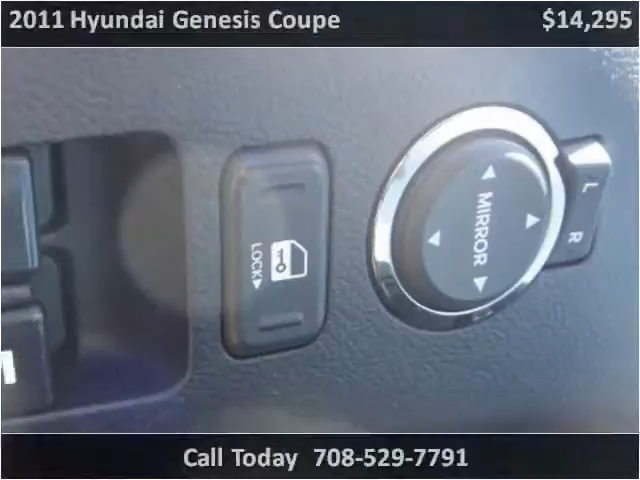 2011 Hyundai Genesis Coupe $14,295
LOCK
MIRROR
L
R
Call Today 708-529-7791